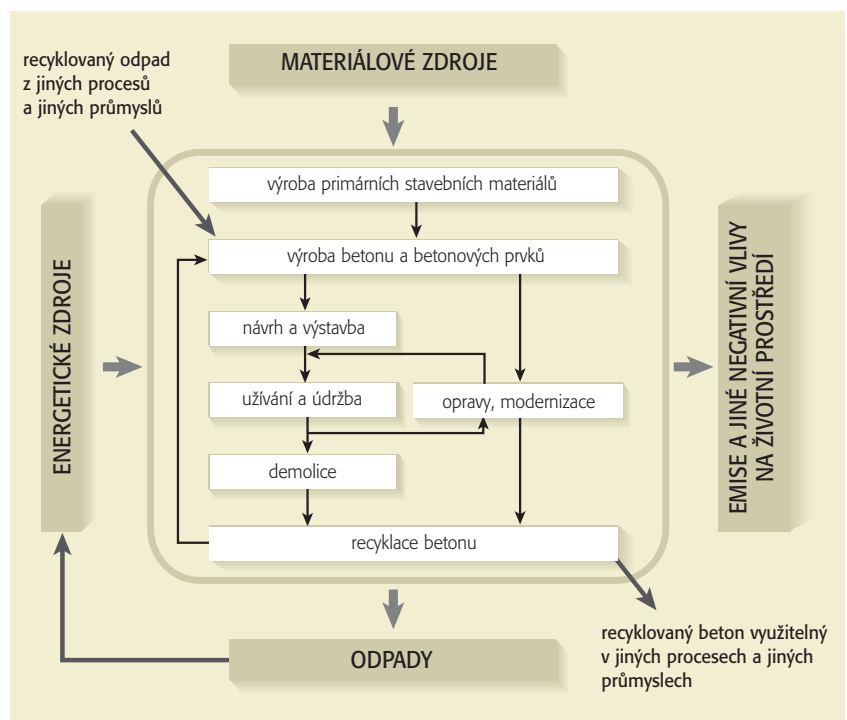 recyklovaný odpad
z jiných procesů
a jiných průmyslů
MATERIÁLOVÉ ZDROJE
výroba primárních stavebních materiálů
výroba betonu a betonových prvků
návrh a výstavba
užívání a údržba
opravy, modernizace
demolice
recyklace betonu
ENERGETICKÉ ZDROJE
EMISE A JINÉ NEGATIVNÍ VLIVY
NA ŽIVOTNÍ PROSTŘEDÍ
ODPADY
recyklovaný beton využitelný
v jiných procesech a jiných
průmyslech